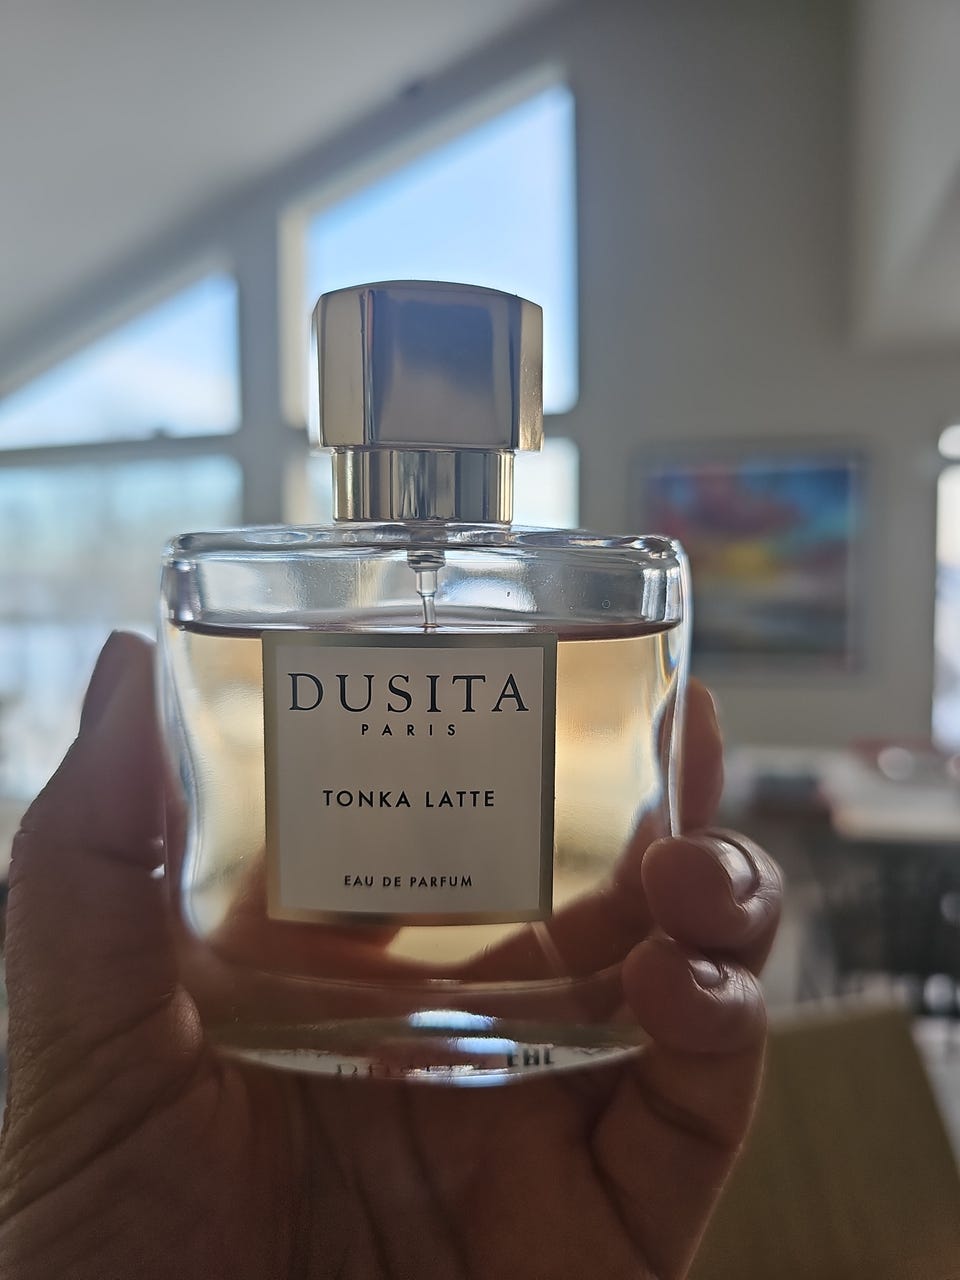 DUSITA
PARIS
TONKA LATTE
EAU DE PARFUM